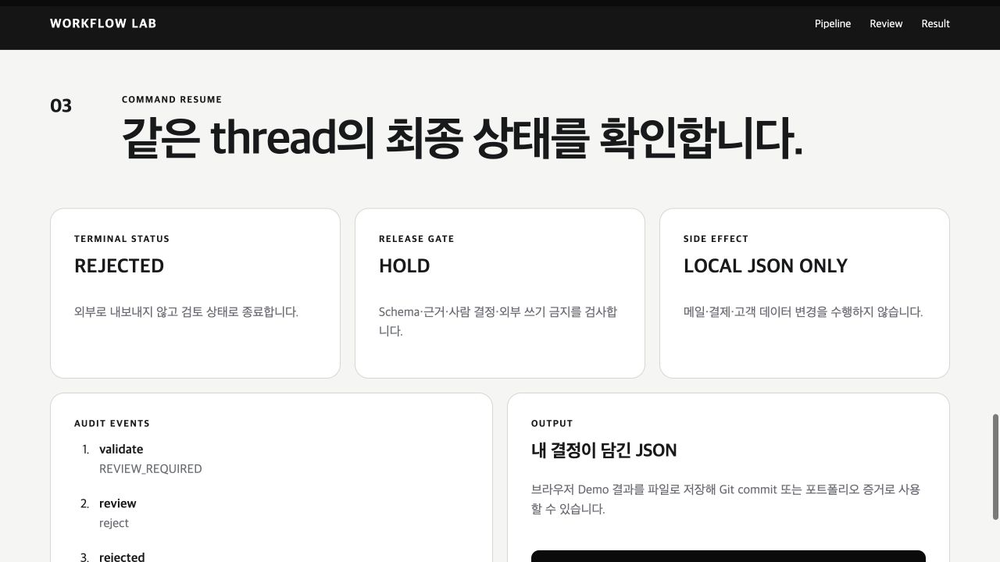 WORKFLOW LAB
Pipeline Review Result
03
COMMAND RESUME
같은 thread의 최종 상태를 확인합니다.
TERMINAL STATUS
REJECTED
외부로 내보내지 않고 검토 상태로 종료합니다.
RELEASE GATE
HOLD
Schema·근거·사람 결정·외부 쓰기 금지를 검사합
니다.
SIDE EFFECT
LOCAL JSON ONLY
메일·결제·고객 데이터 변경을 수행하지 않습니다.
AUDIT EVENTS
1. validate
REVIEW_REQUIRED
2. review
reject
3. rejected
OUTPUT
내 결정이 담긴 JSON
브라우저 Demo 결과를 파일로 저장해 Git commit 또는 포트폴리오 증거로 사용
할 수 있습니다.